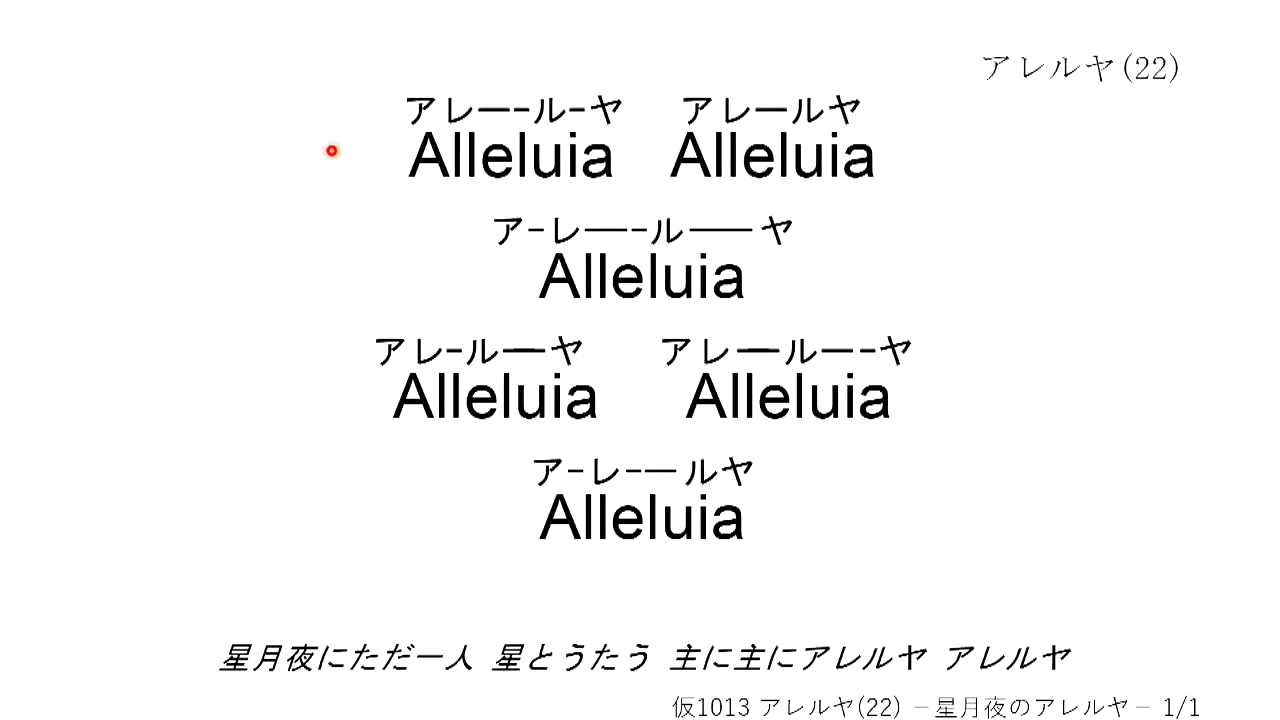 アレルヤ(22)
アレー-ル-ヤ アレールヤ
Alleluia Alleluia
ア-レ——-ル——ヤ
Alleluia
アレ-ル—ヤ アレ—ル—-ヤ
Alleluia Alleluia
ア-レ-—ルヤ
Alleluia
星月夜にただ一人 星とうたう 主に主にアレルヤ アレルヤ
仮1013 アレルヤ(22) －星月夜のアレルヤ－ 1/1